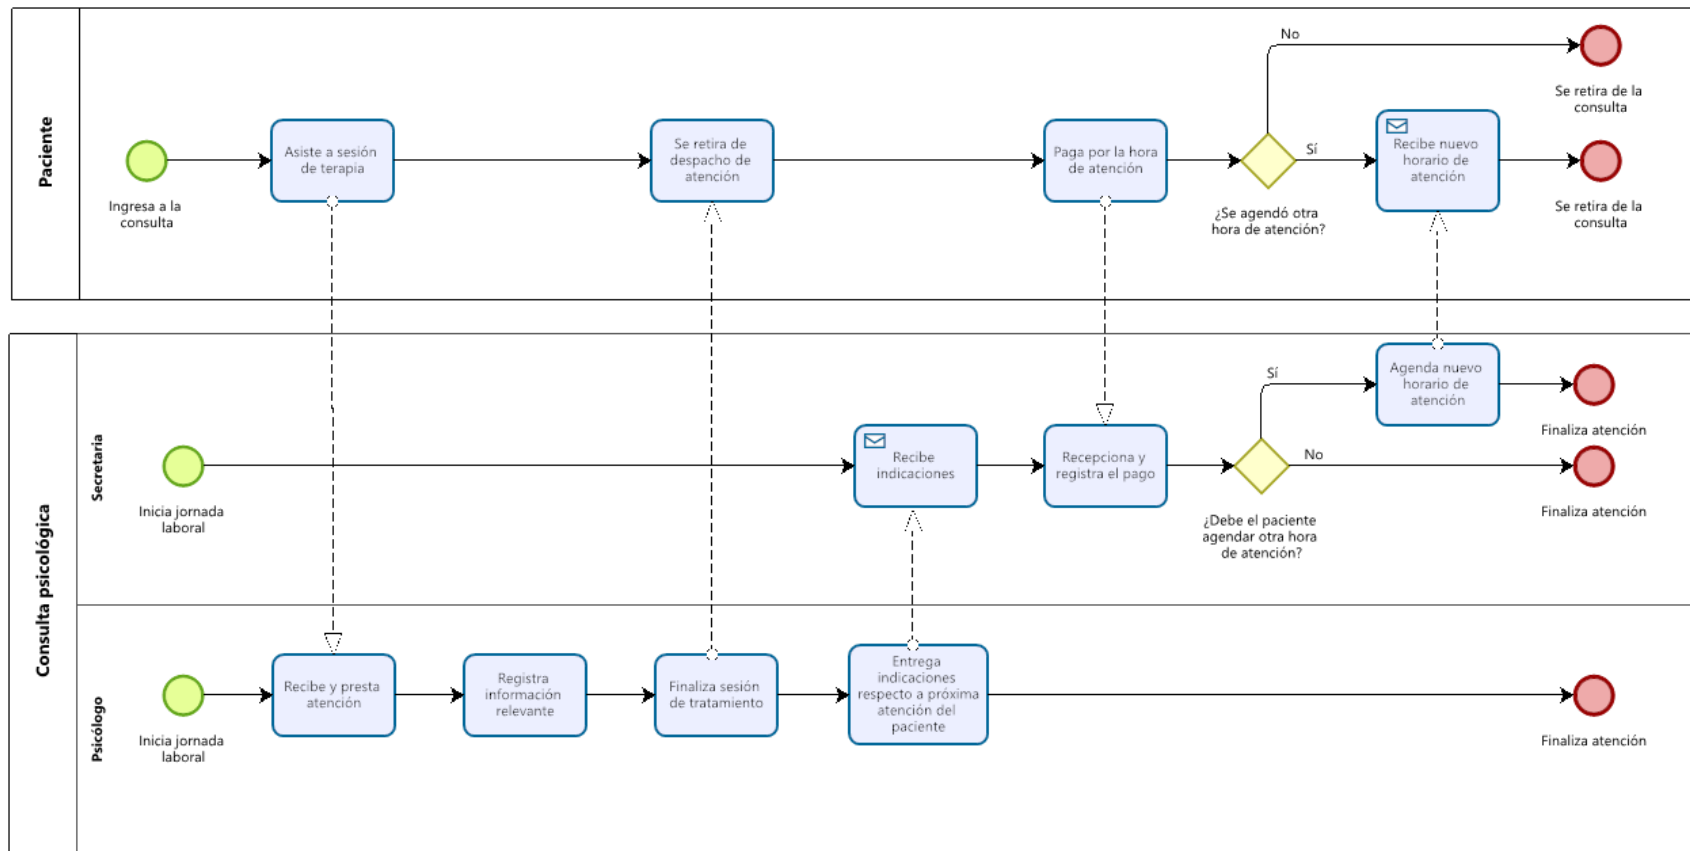 Paciente
Ingresa a la
consulta
Asiste a sesión
de terapia
Se retira de
despacho de
atención
Paga por la hora
de atención
¿Se agendó otra
hora de atención?
No
Sí
Recibe nuevo
horario de
atención
Se retira de la
consulta
Se retira de la
consulta
Consulta psicológica
Secretaria
Inicia jornada
laboral
Recibe
indicaciones
Recepciona y
registra el pago
¿Debe el paciente
agendar otra hora
de atención?
Sí
No
Agenda nuevo
horario de
atención
Finaliza atención
Finaliza atención
Psicólogo
Inicia jornada
laboral
Recibe y presta
atención
Registra
información
relevante
Finaliza sesión
de tratamiento
Entrega
indicaciones
respecto a próxima
atención del
paciente
Finaliza atención